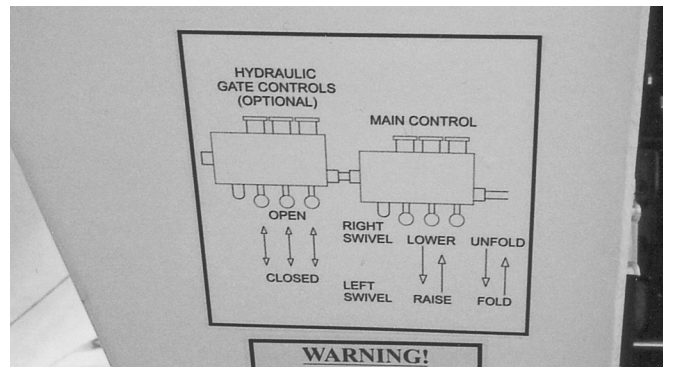 HYDRAULIC
GATE CONTROLS
(OPTIONAL)
MAIN CONTROL
OPEN
CLOSED
RIGHT
SWIVEL
LOWER
UNFOLD
LEFT
SWIVEL
RAISE
FOLD
WARNING!